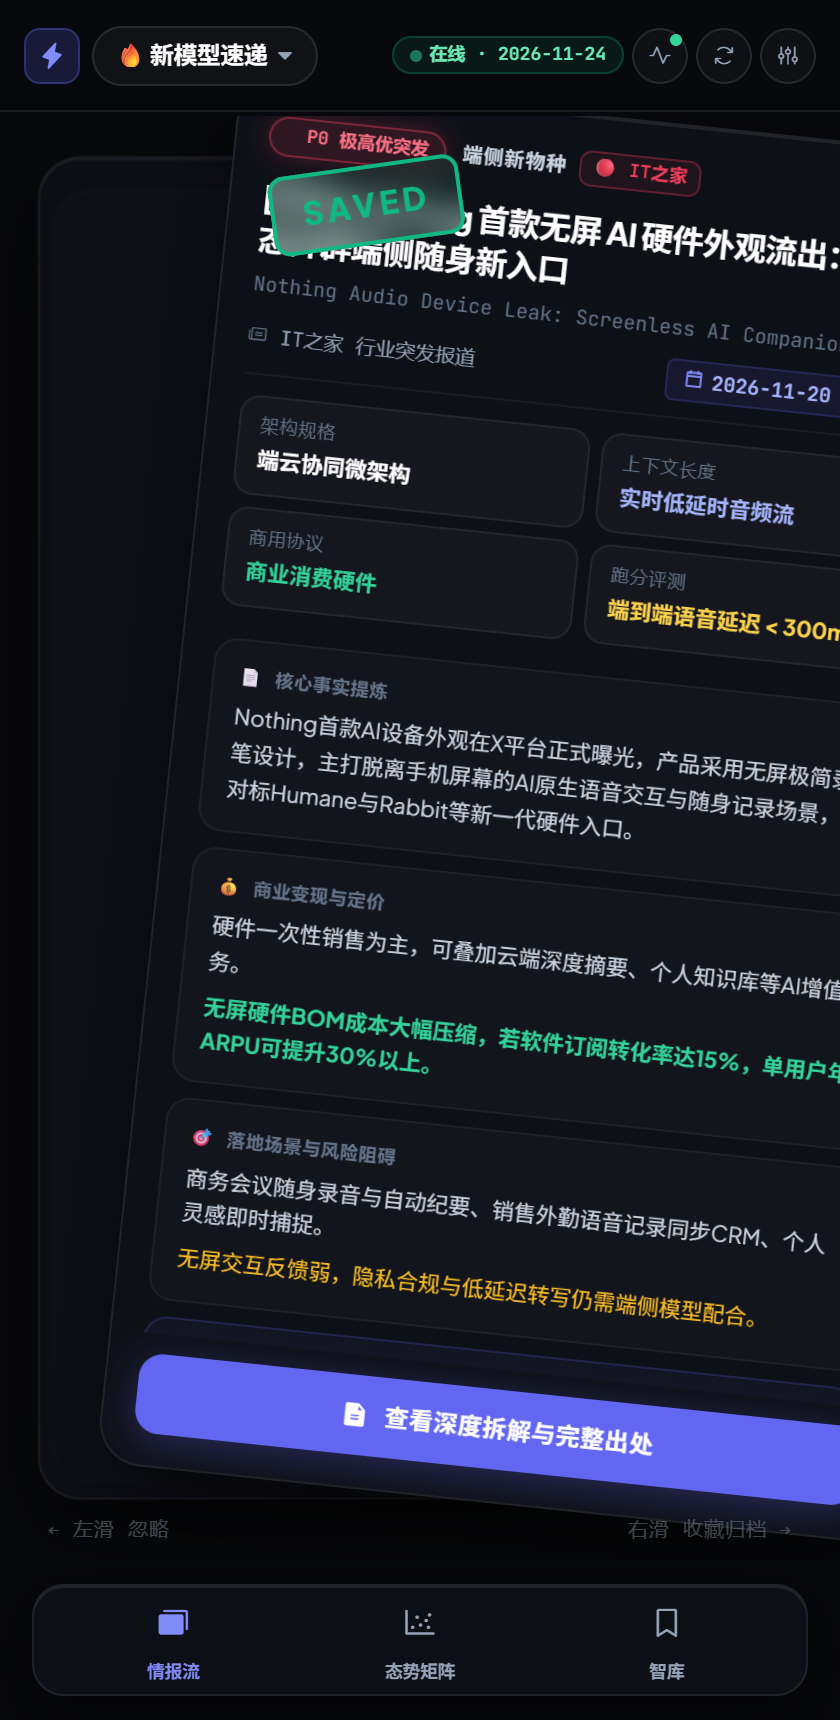 新模型速递
在线 · 2026-11-24
P0 极高优突发
端侧新物种
IT之家
SAVED
首款无屏 AI 硬件外观流出：
端侧随身新入口
Nothing Audio Device Leak: Screenless AI Companion
IT之家 行业突发报道
2026-11-20
架构规格
端云协同微架构
上下文长度
实时低延时音频流
商用协议
商业消费硬件
跑分评测
端到端语音延迟 < 300m
核心事实提炼
Nothing首款AI设备外观在X平台正式曝光，产品采用无屏极简录
笔设计，主打脱离手机屏幕的AI原生语音交互与随身记录场景，
对标Humane与Rabbit等新一代硬件入口。
商业变现与定价
硬件一次性销售为主，可叠加云端深度摘要、个人知识库等AI增值
务。
无屏硬件BOM成本大幅压缩，若软件订阅转化率达15%，单用户年
ARPU可提升30%以上。
落地场景与风险阻碍
商务会议随身录音与自动纪要、销售外勤语音记录同步CRM、个人
灵感即时捕捉。
无屏交互反馈弱，隐私合规与低延迟转写仍需端侧模型配合。
查看深度拆解与完整出处
← 左滑 忽略
右滑 收藏归档 →
情报流
态势矩阵
智库